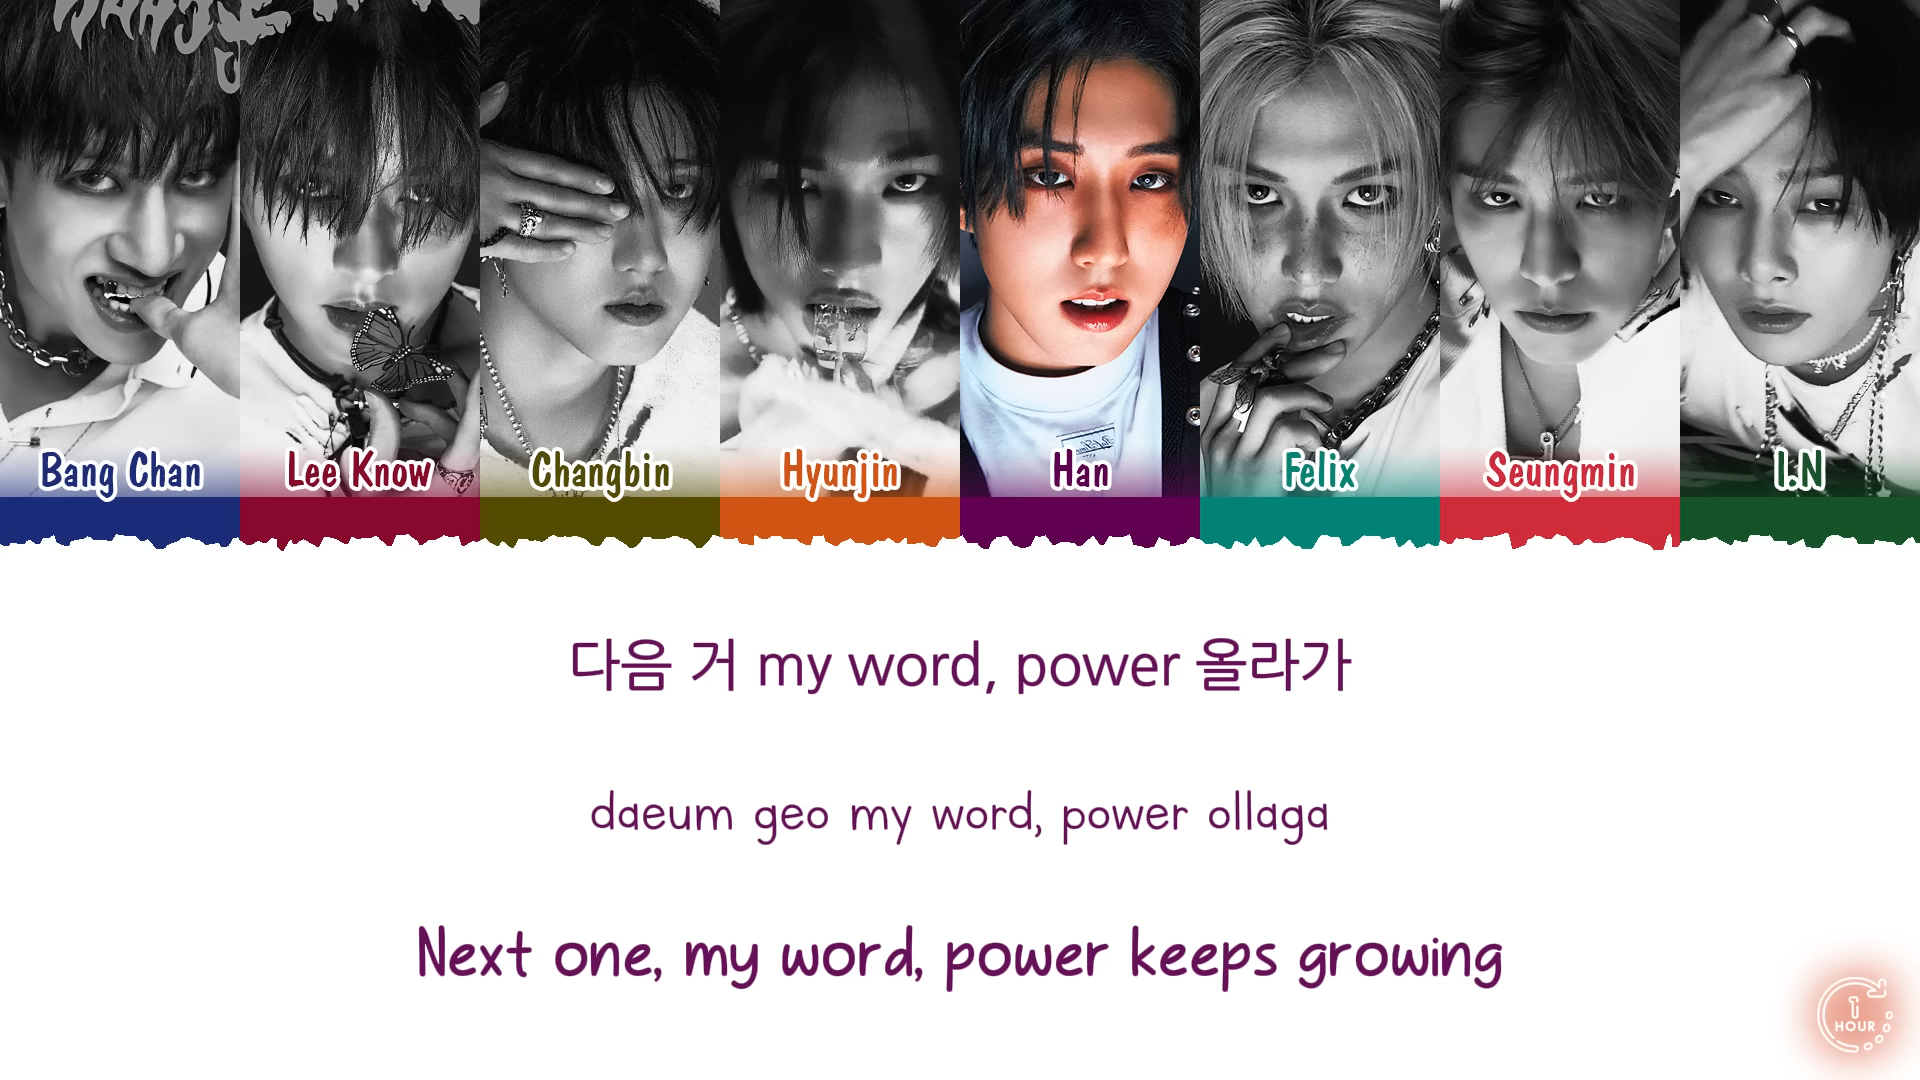 Bang Chan
Lee Know
Changbin
Hyunjin
Han
Felix
Seungmin
I.N
다음 거 my word, power 올라가
daeum geo my word, power ollaga
Next one, my word, power keeps growing
1
HOUR